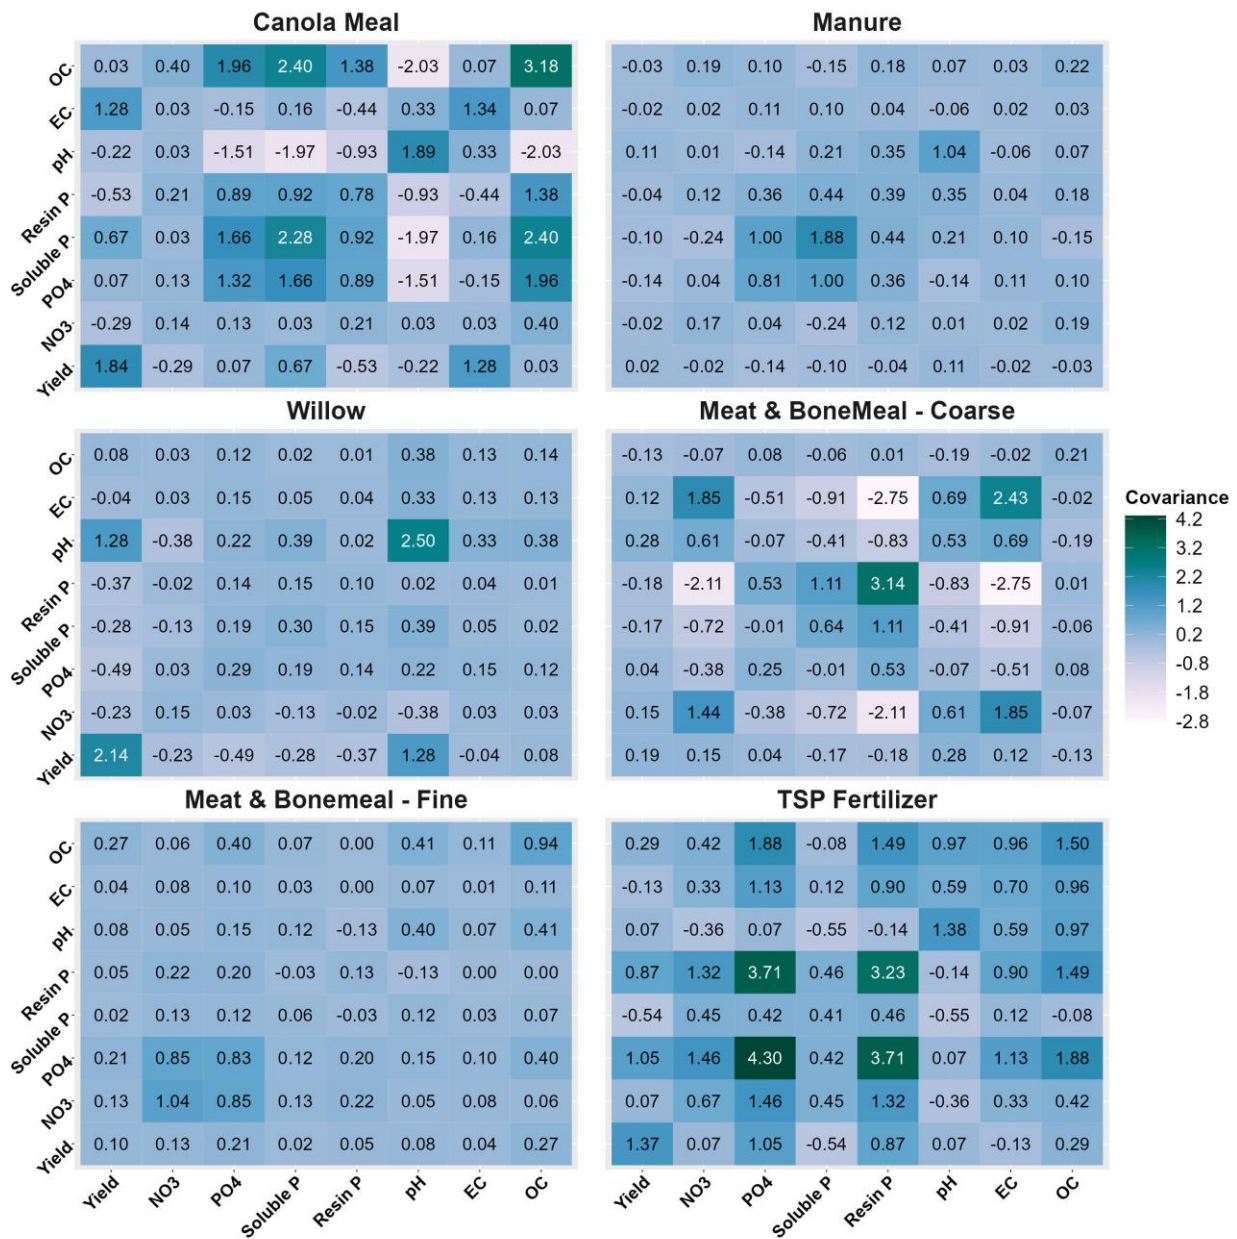 Canola Meal Manure
OC 0.03 0.40 1.96 2.40 1.38 -2.03 0.07 3.18 -0.03 0.19 0.10 -0.15 0.18 0.07 0.03 0.22
EC 1.28 0.03 -0.15 0.16 -0.44 0.33 1.34 0.07 -0.02 0.02 0.11 0.10 0.04 -0.06 0.02 0.03
pH -0.22 0.03 -1.51 -1.97 -0.93 1.89 0.33 -2.03 0.11 0.01 -0.14 0.21 0.35 1.04 -0.06 0.07
Resin P -0.53 0.21 0.89 0.92 0.78 -0.93 -0.44 1.38 -0.04 0.12 0.36 0.44 0.39 0.35 0.04 0.18
Soluble P 0.67 0.03 1.66 2.28 0.92 -1.97 0.16 2.40 -0.10 -0.24 1.00 1.88 0.44 0.21 0.10 -0.15
PO4 0.07 0.13 1.32 1.66 0.89 -1.51 -0.15 1.96 -0.14 0.04 0.81 1.00 0.36 -0.14 0.11 0.10
NO3 -0.29 0.14 0.13 0.03 0.21 0.03 0.03 0.40 -0.02 0.17 0.04 -0.24 0.12 0.01 0.02 0.19
Yield 1.84 -0.29 0.07 0.67 -0.53 -0.22 1.28 0.03 0.02 -0.02 -0.14 -0.10 -0.04 0.11 -0.02 -0.03
Willow Meat & BoneMeal - Coarse
OC 0.08 0.03 0.12 0.02 0.01 0.38 0.13 0.14 -0.13 -0.07 0.08 -0.06 0.01 -0.19 -0.02 0.21
EC -0.04 0.03 0.15 0.05 0.04 0.33 0.13 0.13 0.12 1.85 -0.51 -0.91 -2.75 0.69 2.43 -0.02
pH 1.28 -0.38 0.22 0.39 0.02 2.50 0.33 0.38 0.28 0.61 -0.07 -0.41 -0.83 0.53 0.69 -0.19
Resin P -0.37 -0.02 0.14 0.15 0.10 0.02 0.04 0.01 -0.18 -2.11 0.53 1.11 3.14 -0.83 -2.75 0.01
Soluble P -0.28 -0.13 0.19 0.30 0.15 0.39 0.05 0.02 -0.17 -0.72 -0.01 0.64 1.11 -0.41 -0.91 -0.06
PO4 -0.49 0.03 0.29 0.19 0.14 0.22 0.15 0.12 0.04 -0.38 0.25 -0.01 0.53 -0.07 -0.51 0.08
NO3 -0.23 0.15 0.03 -0.13 -0.02 -0.38 0.03 0.03 0.15 1.44 -0.38 -0.72 -2.11 0.61 1.85 -0.07
Yield 2.14 -0.23 -0.49 -0.28 -0.37 1.28 -0.04 0.08 0.19 0.15 0.04 -0.17 -0.18 0.28 0.12 -0.13
Covariance
4.2
3.2
2.2
1.2
0.2
-0.8
-1.8
-2.8
Meat & Bonemeal - Fine TSP Fertilizer
OC 0.27 0.06 0.40 0.07 0.00 0.41 0.11 0.94 0.29 0.42 1.88 -0.08 1.49 0.97 0.96 1.50
EC 0.04 0.08 0.10 0.03 0.00 0.07 0.01 0.11 -0.13 0.33 1.13 0.12 0.90 0.59 0.70 0.96
pH 0.08 0.05 0.15 0.12 -0.13 0.40 0.07 0.41 0.07 -0.36 0.07 -0.55 -0.14 1.38 0.59 0.97
Resin P 0.05 0.22 0.20 -0.03 0.13 -0.13 0.00 0.00 0.87 1.32 3.71 0.46 3.23 -0.14 0.90 1.49
Soluble P 0.02 0.13 0.12 0.06 -0.03 0.12 0.03 0.07 -0.54 0.45 0.42 0.41 0.46 -0.55 0.12 -0.08
PO4 0.21 0.85 0.83 0.12 0.20 0.15 0.10 0.40 1.05 1.46 4.30 0.42 3.71 0.07 1.13 1.88
NO3 0.13 1.04 0.85 0.13 0.22 0.05 0.08 0.06 0.07 0.67 1.46 0.45 1.32 -0.36 0.33 0.42
Yield 0.10 0.13 0.21 0.02 0.05 0.08 0.04 0.27 1.37 0.07 1.05 -0.54 0.87 0.07 -0.13 0.29
Yield NO3 PO4 Soluble P Resin P pH EC OC Yield NO3 PO4 Soluble P Resin P pH EC OC